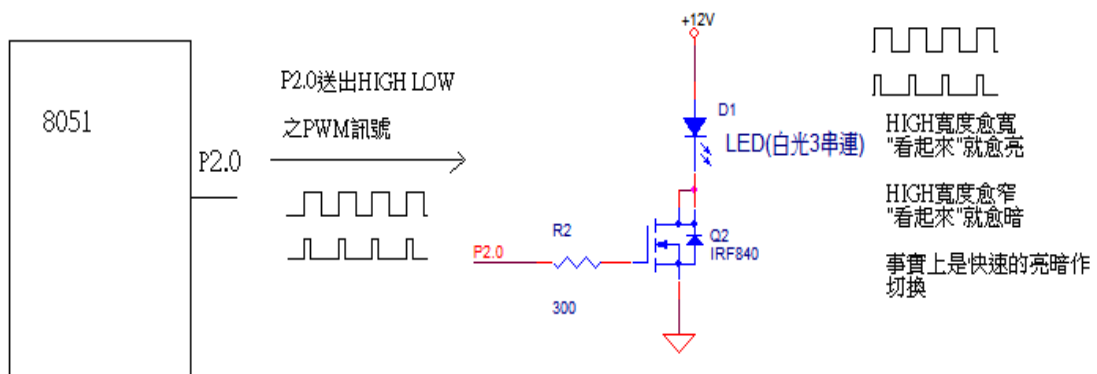 8051
P2.0
P2.0送出HIGH LOW
之PWM訊號
+12V
D1
LED(白光3串連)
Q2
IRF840
R2
P2.0
300
HIGH寬度愈寬
"看起來"就愈亮
HIGH寬度愈窄
"看起來"就愈暗
事實上是快速的亮暗作
切換